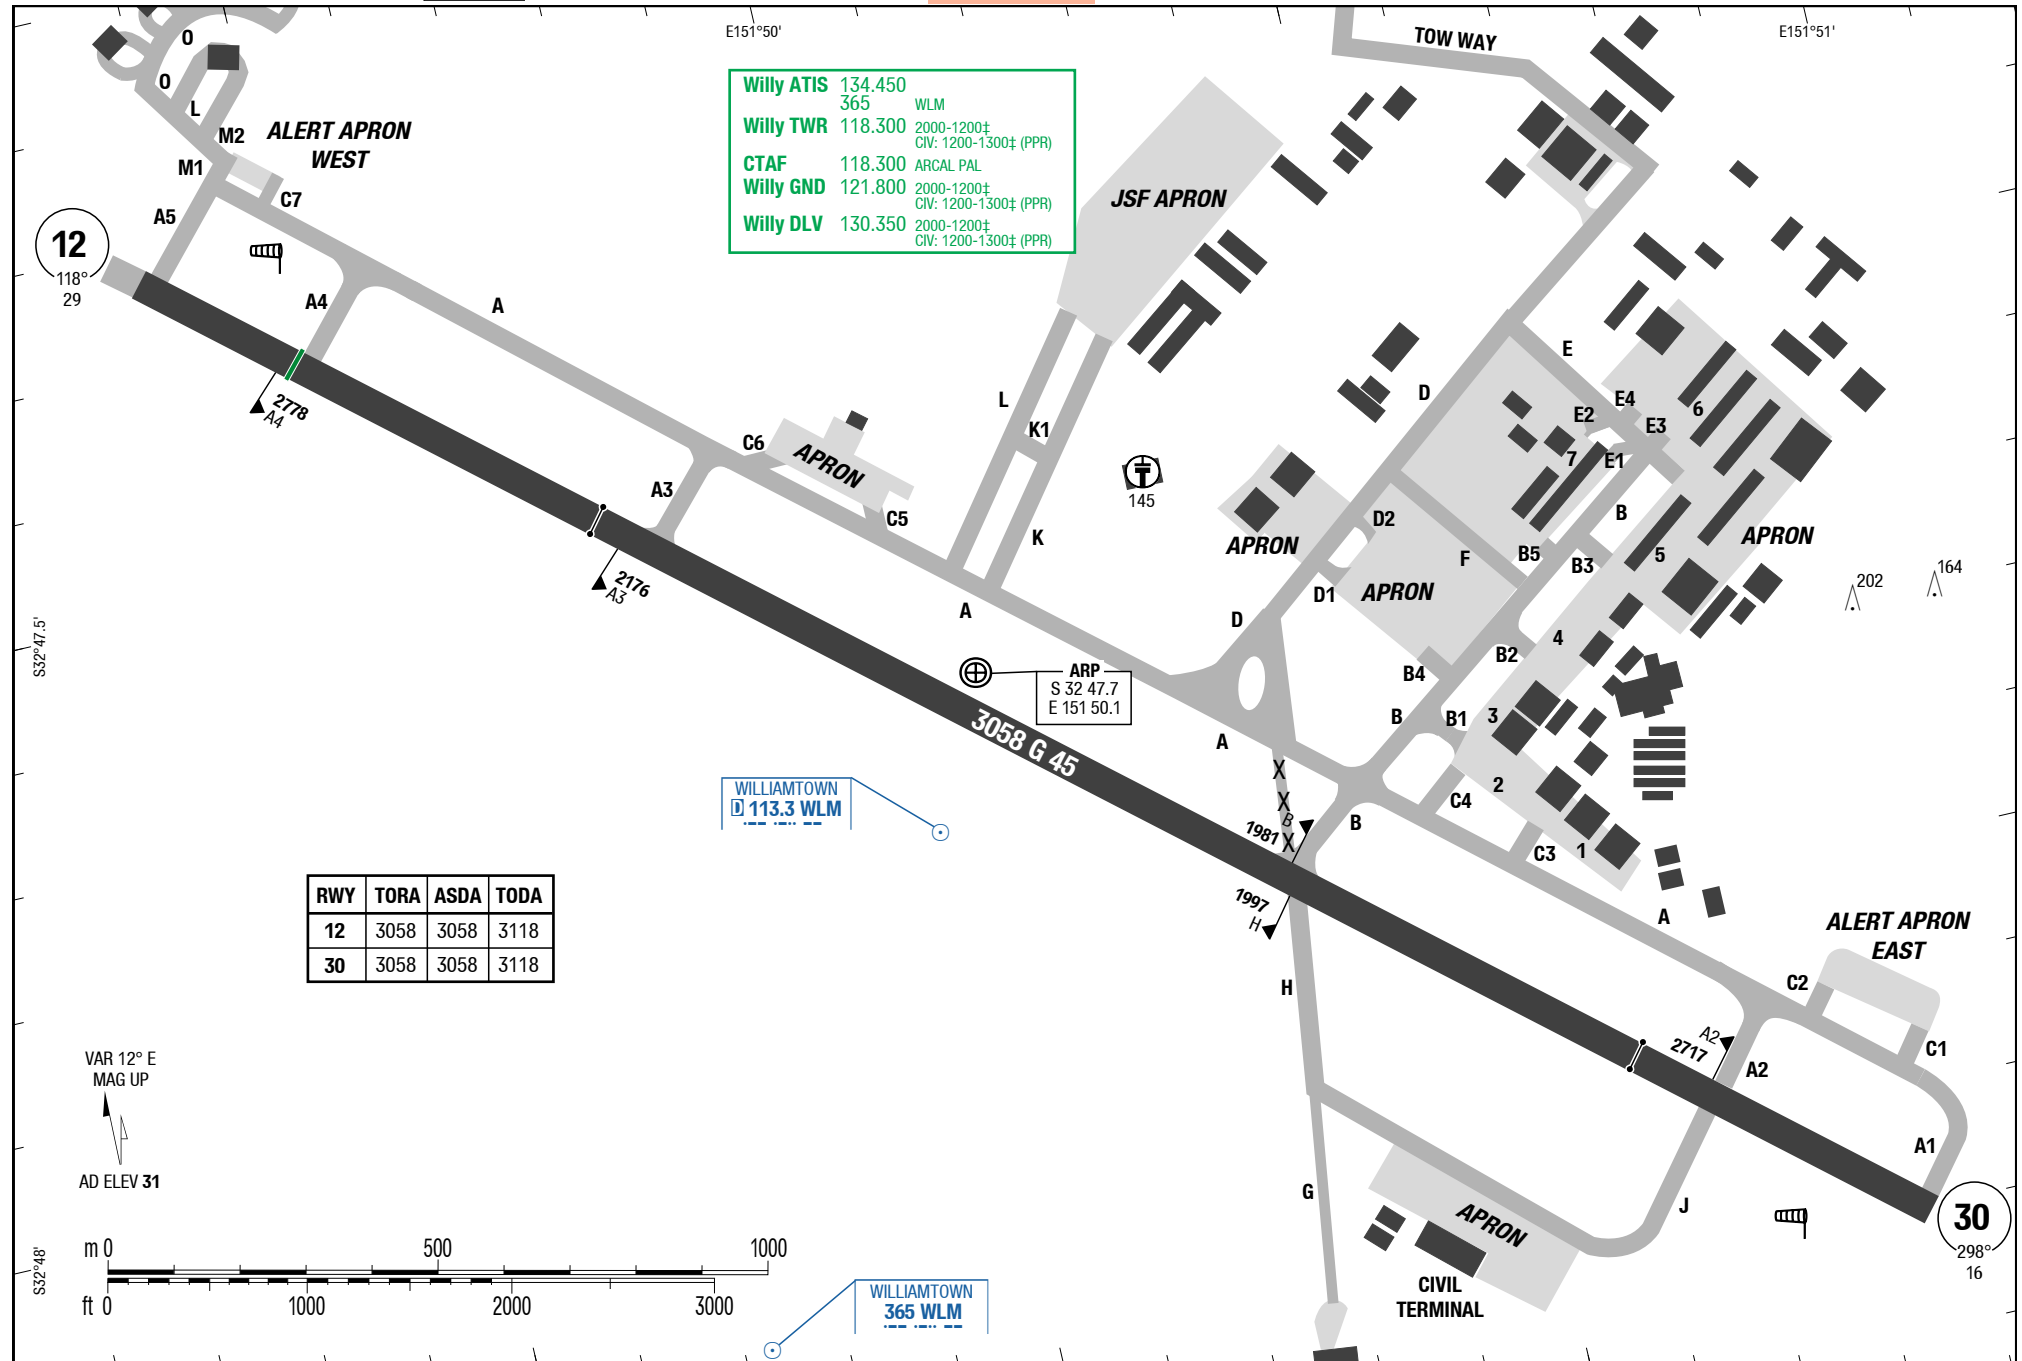 E151°50'
E151°51'
TOW WAY
O
O
L
M2
M1
ALERT APRON
WEST
C7
A5
12
118°
29
A4
A
Willy ATIS 134.450
365 WLM
Willy TWR 118.300 2000-1200‡
CIV: 1200-1300‡ (PPR)
CTAF 118.300 ARCAL PAL
Willy GND 121.800 2000-1200‡
CIV: 1200-1300‡ (PPR)
Willy DLV 130.350 2000-1200‡
CIV: 1200-1300‡ (PPR)
JSF APRON
2778
A4
C6
APRON
A3
C5
L
K1
K
145
2176
A3
A
D
E
E4
E2
E3
6
7
E1
B
D2
APRON
F
B5
B3
5
APRON
D1
APRON
202
164
D
4
B2
B4
B
B1
3
S32°47.5'
ARP
S 32 47.7
E 151 50.1
3058 G 45
A
X
X
X
2
C4
B
1981
B
C3
1
WILLIAMTOWN
D 113.3 WLM
1997
H
A
ALERT APRON
EAST
RWY TORA ASDA TODA
12 3058 3058 3118
30 3058 3058 3118
H
C2
A2
2717
A2
C1
A1
VAR 12° E
MAG UP
AD ELEV 31
G
J
APRON
30
298°
16
CIVIL
TERMINAL
S32°48'
m 0 500 1000
ft 0 1000 2000 3000
WILLIAMTOWN
365 WLM